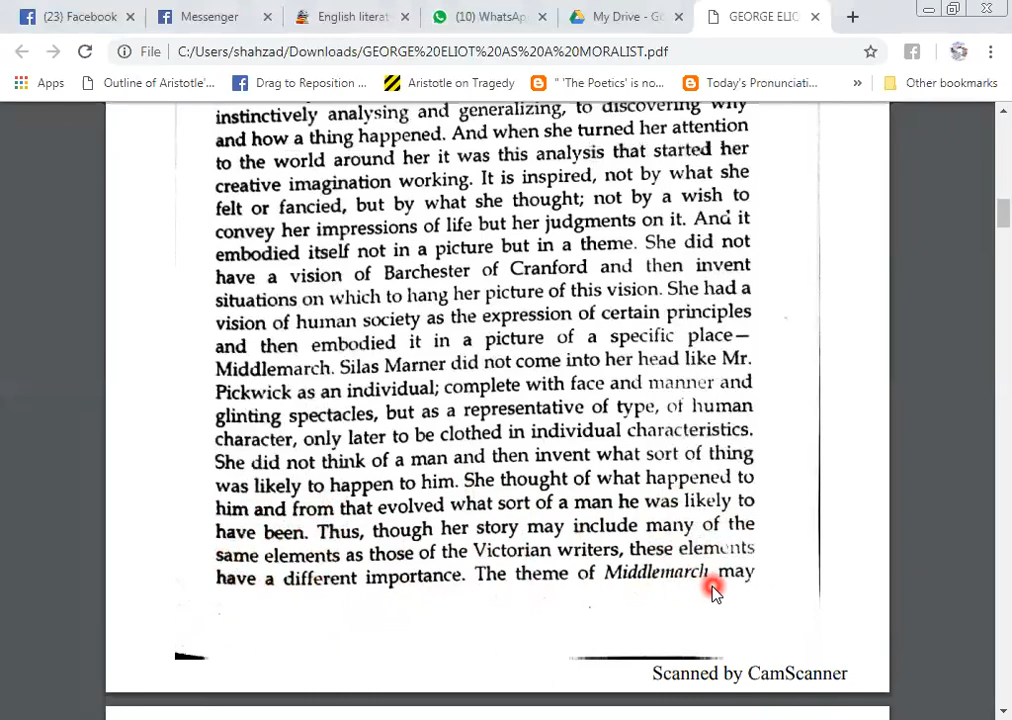 (23) Facebook
Messenger
English literat
(10) WhatsAp
My Drive - Go
GEORGE ELIO
File
C:/Users/shahzad/Downloads/GEORGE%20ELIOT%20AS%20A%20MORALIST.pdf
Apps
Outline of Aristotle'...
Drag to Reposition ...
Aristotle on Tragedy
" 'The Poetics' is no...
Today's Pronunciati...
»
Other bookmarks
instinctively analysing and generalizing, to discovering why
and how a thing happened. And when she turned her attention
to the world around her it was this analysis that started her
creative imagination working. It is inspired, not by what she
felt or fancied, but by what she thought; not by a wish to
convey her impressions of life but her judgments on it. And it
embodied itself not in a picture but in a theme. She did not
have a vision of Barchester of Cranford and then invent
situations on which to hang her picture of this vision. She had a
vision of human society as the expression of certain principles
and then embodied it in a picture of a specific place—
Middlemarch. Silas Marner did not come into her head like Mr.
Pickwick as an individual; complete with face and manner and
glinting spectacles, but as a representative of type, of human
character, only later to be clothed in individual characteristics.
She did not think of a man and then invent what sort of thing
was likely to happen to him. She thought of what happened to
him and from that evolved what sort of a man he was likely to
have been. Thus, though her story may include many of the
same elements as those of the Victorian writers, these elements
have a different importance. The theme of Middlemarch may
Scanned by CamScanner